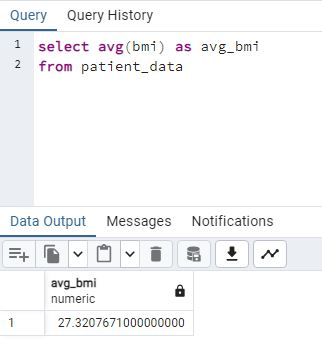 Query Query History
1 select avg(bmi) as avg_bmi
2 from patient_data
Data Output Messages Notifications
avg_bmi
numeric
1 27.3207671000000000